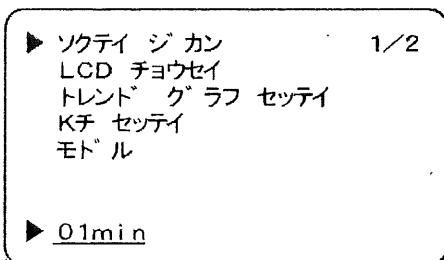 ▶ ソクテイ ジカン 1/2
LCD チョウセイ
トレンド グラフ セッテイ
Kチ セッテイ
モドル
▶ 01min